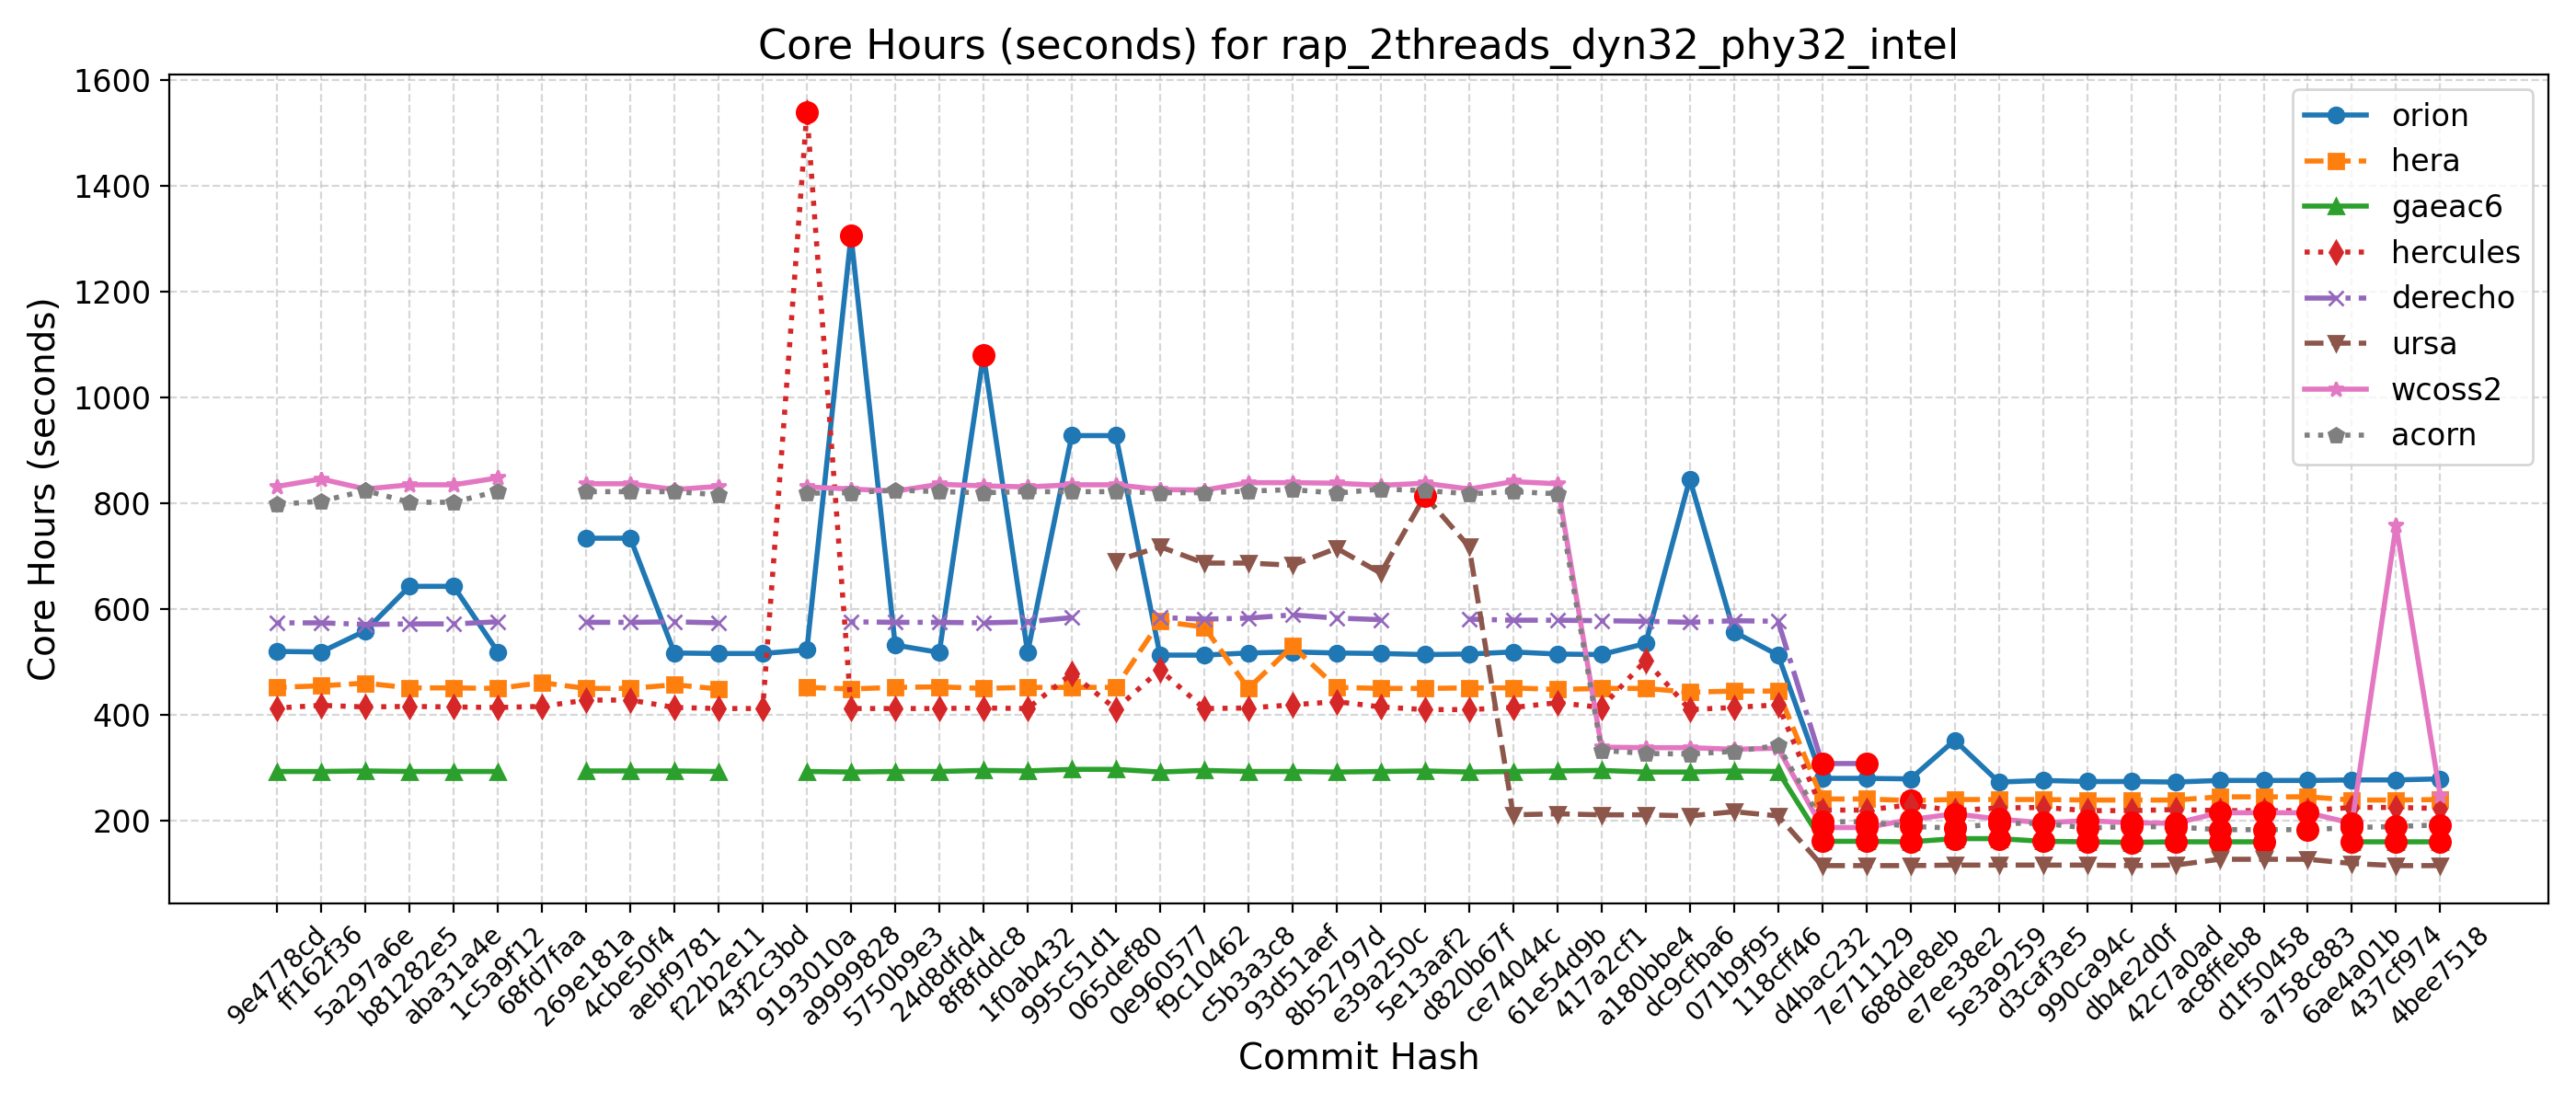 Core Hours (seconds) for rap_2threads_dyn32_phy32_intel
1600
1400
1200
1000
800
600
400
200
Core Hours (seconds)
orion
hera
gaeac6
hercules
derecho
ursa
wcoss2
acorn
9e4778cd
ff162f36
5a297a6e
b81282e5
aba31a4e
1c5a9f12
68fd7faa
269e181a
4cbe50f4
aebf9781
f22b2e11
43f2c3bd
9193010a
a9999828
5750b9e3
24d8dfd4
8f8fddc8
1f0ab432
995c51d1
065def80
0e960577
f9c10462
c5b3a3c8
93d51aef
8b52797d
e39a250c
5e13aaf2
d820b67f
ce74044c
61e54d9b
417a2cf1
a180bbe4
dc9cfba6
071b9f95
118cff46
d4bac232
7e711129
688de8eb
e7ee38e2
5e3a9259
d3caf3e5
990ca94c
db4e2d0f
42c7a0ad
ac8ffeb8
d1f50458
a758c883
6ae4a01b
437cf974
4bee7518
Commit Hash